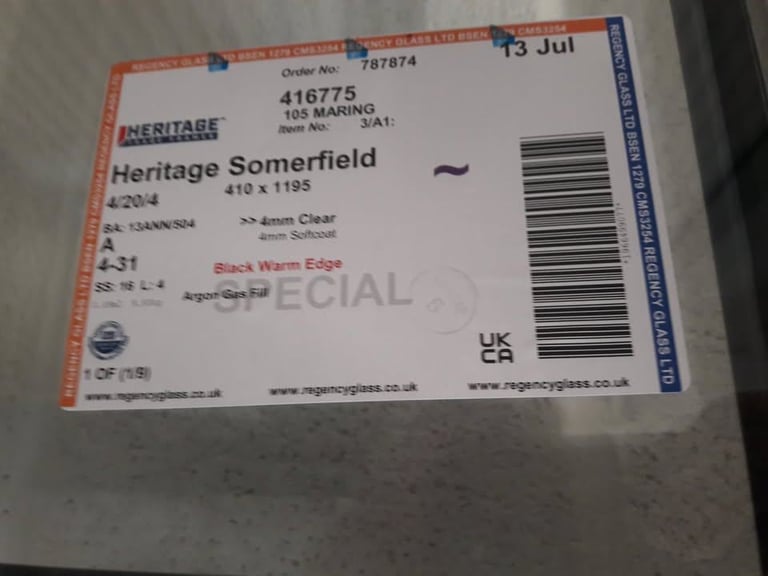 REGENCY GLASS LTD BSEN 1279 CMS3254 REGENCY GLASS LTD BSEN 1279 CMS3254
Order No: 787874
13 Jul
416775
105 MARING
Item No: 3/A1:
HERITAGE
Heritage Somerfield
410 x 1195
4/20/4
BA: 13ANN/S04
>> 4mm Clear
4mm Softcoat
A
4-31
Black Warm Edge
SS: 16 L: 4
Argon Gas Fill
SPECIAL
UK
CA
1 OF (1/9)
www.regencyglass.co.uk www.regencyglass.co.uk www.regencyglass.co.uk
REGENCY GLASS LTD BSEN 1279 CMS3254 REGENCY GLASS LTD